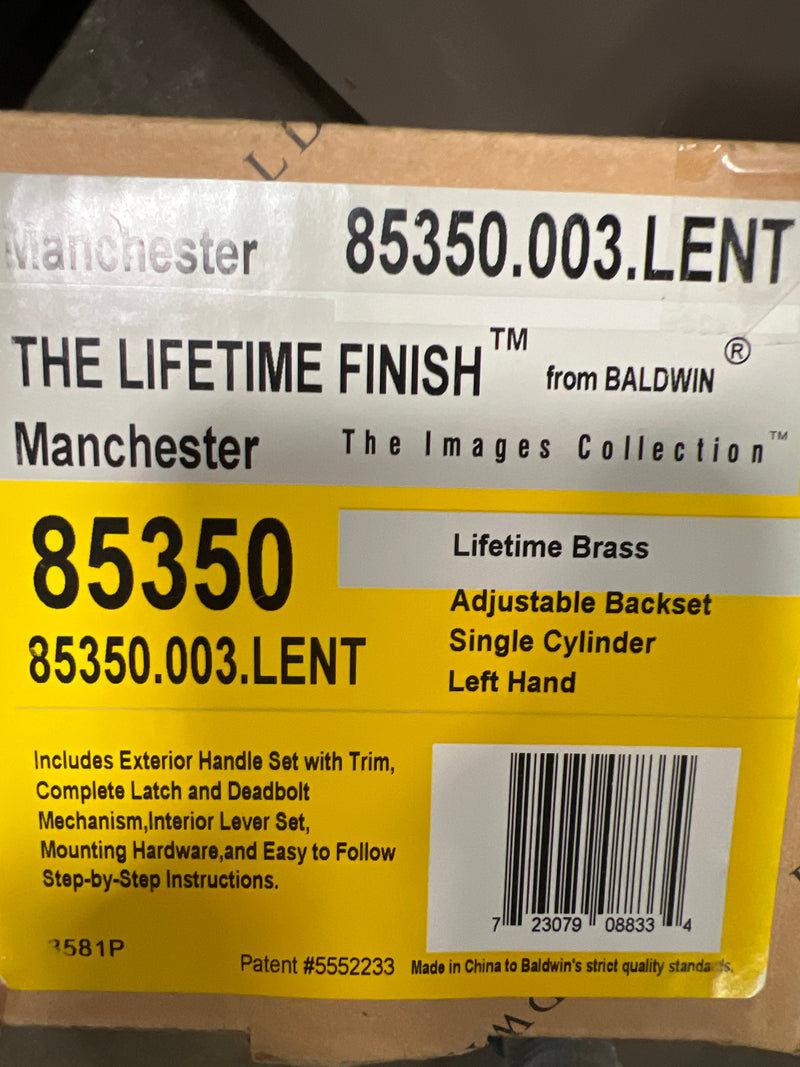 LD
Manchester 85350.003.LENT
THE LIFETIME FINISH™ from BALDWIN®
Manchester The Images Collection™
85350 Lifetime Brass
85350.003.LENT Adjustable Backset
Single Cylinder
Left Hand
Includes Exterior Handle Set with Trim,
Complete Latch and Deadbolt
Mechanism,Interior Lever Set,
Mounting Hardware,and Easy to Follow
Step-by-Step Instructions.
7 23079 08833 4
3581P
Patent #5552233 Made in China to Baldwin's strict quality standards.